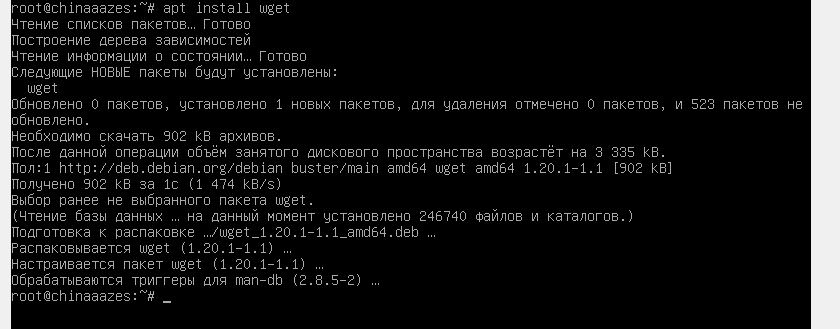 root@chinaaazes:~# apt install wget
Чтение списков пакетов… Готово
Построение дерева зависимостей
Чтение информации о состоянии… Готово
Следующие НОВЫЕ пакеты будут установлены:
  wget
Обновлено 0 пакетов, установлено 1 новых пакетов, для удаления отмечено 0 пакетов, и 523 пакетов не
обновлено.
Необходимо скачать 902 kB архивов.
После данной операции объём занятого дискового пространства возрастёт на 3 335 kB.
Пол:1 http://deb.debian.org/debian buster/main amd64 wget amd64 1.20.1-1.1 [902 kB]
Получено 902 kB за 1с (1 474 kB/s)
Выбор ранее не выбранного пакета wget.
(Чтение базы данных … на данный момент установлено 246740 файлов и каталогов.)
Подготовка к распаковке …/wget_1.20.1-1.1_amd64.deb …
Распаковывается wget (1.20.1-1.1) …
Настраивается пакет wget (1.20.1-1.1) …
Обрабатываются триггеры для man-db (2.8.5-2) …
root@chinaaazes:~# _